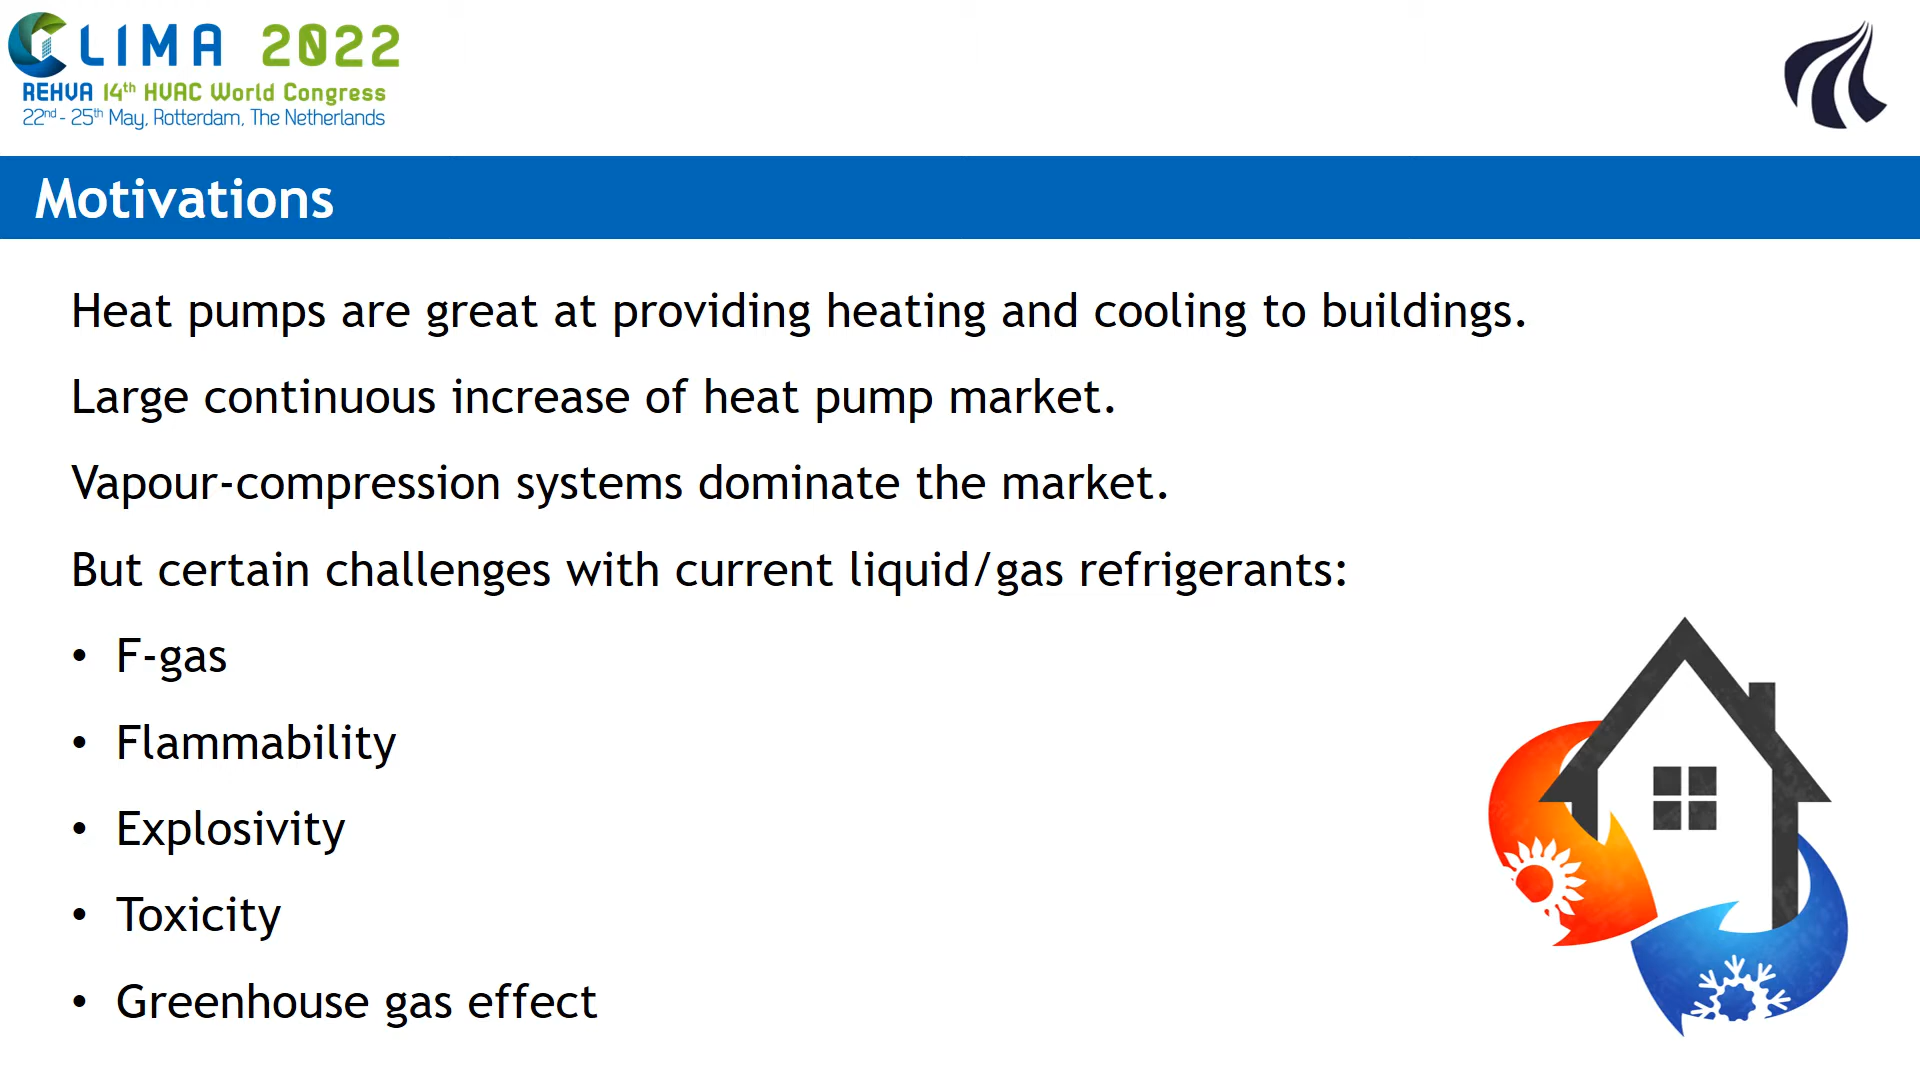 CLIMA 2022
REHVA 14th HVAC World Congress
22nd - 25th May, Rotterdam, The Netherlands
Motivations
Heat pumps are great at providing heating and cooling to buildings.
Large continuous increase of heat pump market.
Vapour-compression systems dominate the market.
But certain challenges with current liquid/gas refrigerants:
• F-gas
• Flammability
• Explosivity
• Toxicity
• Greenhouse gas effect